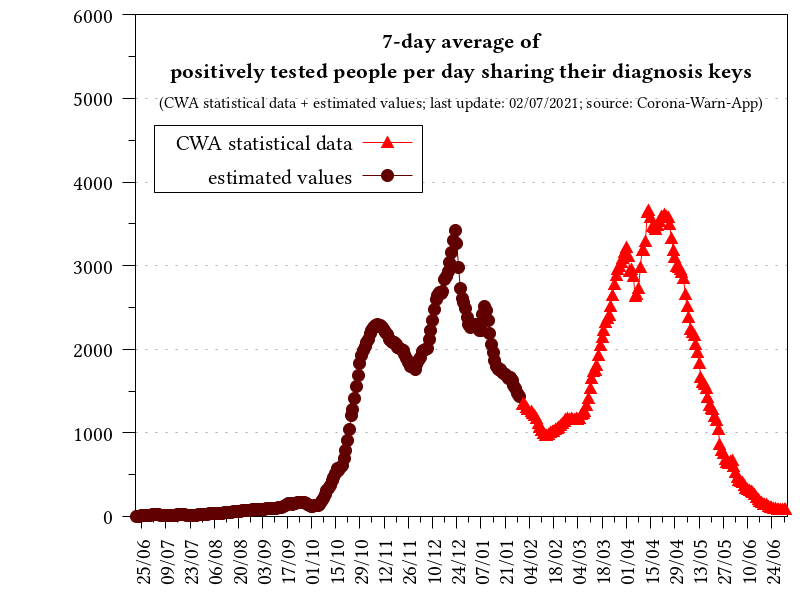 7-day average of
positively tested people per day sharing their diagnosis keys
(CWA statistical data + estimated values; last update: 02/07/2021; source: Corona-Warn-App)
CWA statistical data
estimated values
6000
5000
4000
3000
2000
1000
0
25/06 09/07 23/07 06/08 20/08 03/09 17/09 01/10 15/10 29/10 12/11 26/11 10/12 24/12 07/01 21/01 04/02 18/02 04/03 18/03 01/04 15/04 29/04 13/05 27/05 10/06 24/06